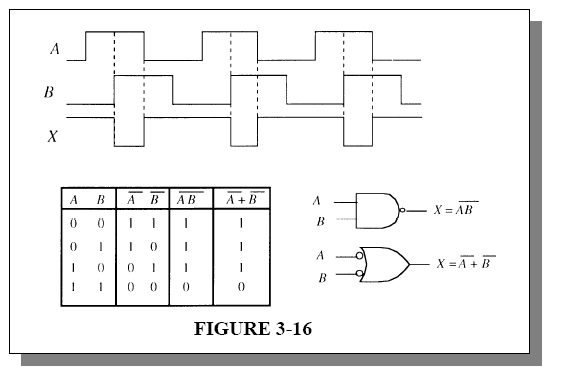 A
B
X
A B A̅ B̅ A̅B̅ A̅ + B̅
0 0 1 1 1 1
0 1 1 0 1 1
1 0 0 1 1 1
1 1 0 0 0 0
A
B
X = A̅B̅
A
B
X = A̅ + B̅
FIGURE 3-16